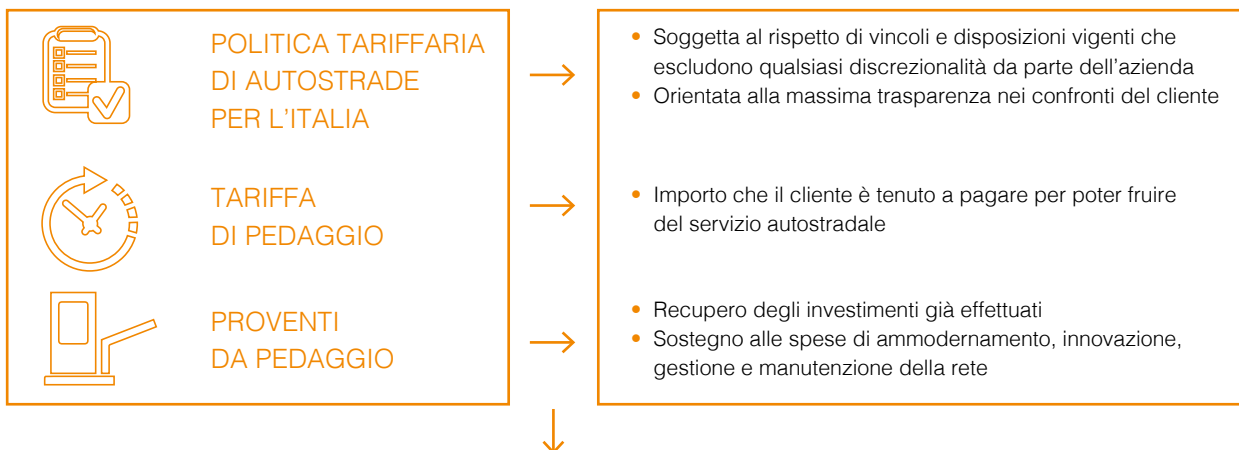 POLITICA TARIFFARIA
DI AUTOSTRADE
PER L'ITALIA
• Soggetta al rispetto di vincoli e disposizioni vigenti che
escludono qualsiasi discrezionalità da parte dell'azienda
• Orientata alla massima trasparenza nei confronti del cliente
TARIFFA
DI PEDAGGIO
• Importo che il cliente è tenuto a pagare per poter fruire
del servizio autostradale
PROVENTI
DA PEDAGGIO
• Recupero degli investimenti già effettuati
• Sostegno alle spese di ammodernamento, innovazione,
gestione e manutenzione della rete